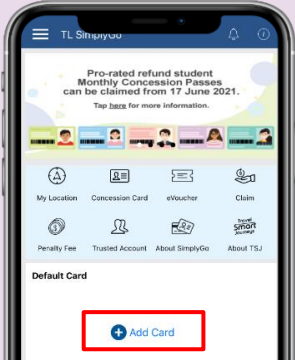 TL SimplyGo
Pro-rated refund student
Monthly Concession Passes
can be claimed from 17 June 2021.
Tap here for more information.
My Location Concession Card eVoucher Claim
Travel
Smart
Journeys
Penalty Fee Trusted Account About SimplyGo About TSJ
Default Card
Add Card